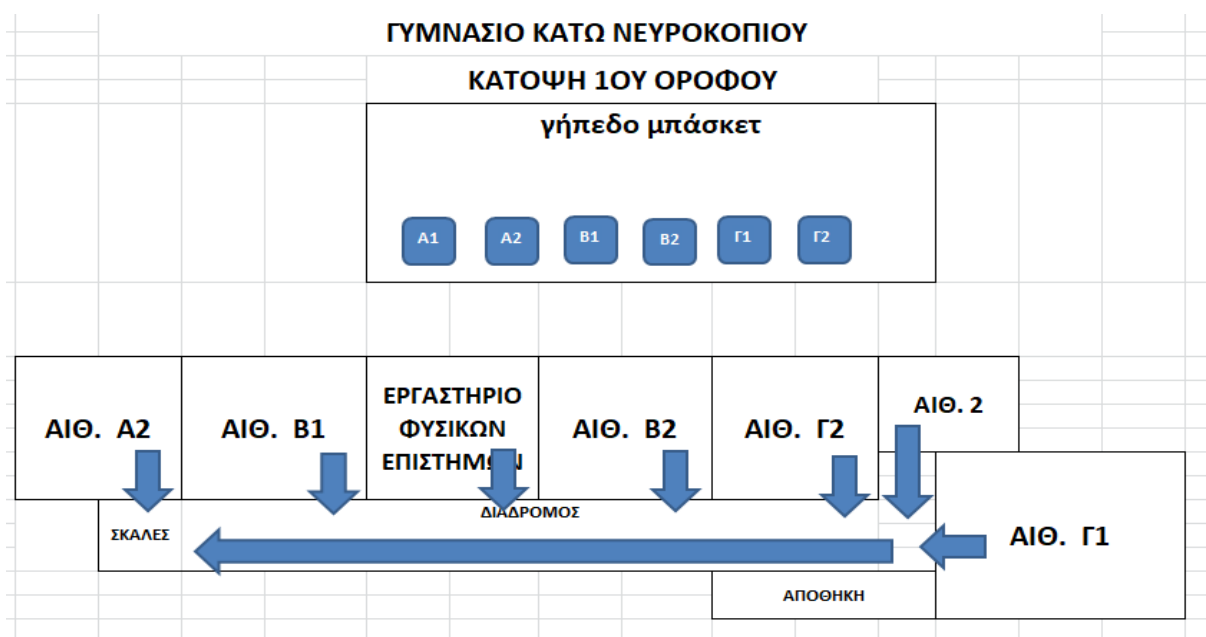 ΓΥΜΝΑΣΙΟ ΚΑΤΩ ΝΕΥΡΟΚΟΠΙΟΥ
ΚΑΤΟΨΗ 1ΟΥ ΟΡΟΦΟΥ
γήπεδο μπάσκετ
Α1
Α2
Β1
Β2
Γ1
Γ2
ΑΙΘ. Α2
ΑΙΘ. Β1
ΕΡΓΑΣΤΗΡΙΟ
ΦΥΣΙΚΩΝ
ΕΠΙΣΤΗΜΩΝ
ΑΙΘ. Β2
ΑΙΘ. Γ2
ΑΙΘ. 2
ΔΙΑΔΡΟΜΟΣ
ΣΚΑΛΕΣ
ΑΙΘ. Γ1
ΑΠΟΘΗΚΗ